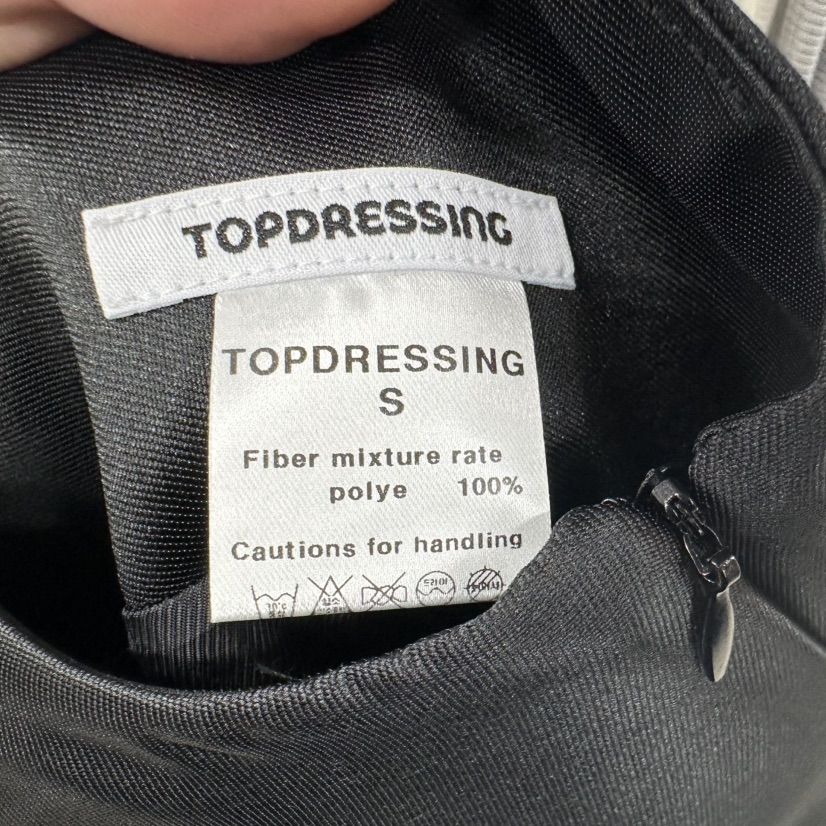 TOPDRESSING
TOPDRESSING
S
Fiber mixture rate
polye 100%
Cautions for handling